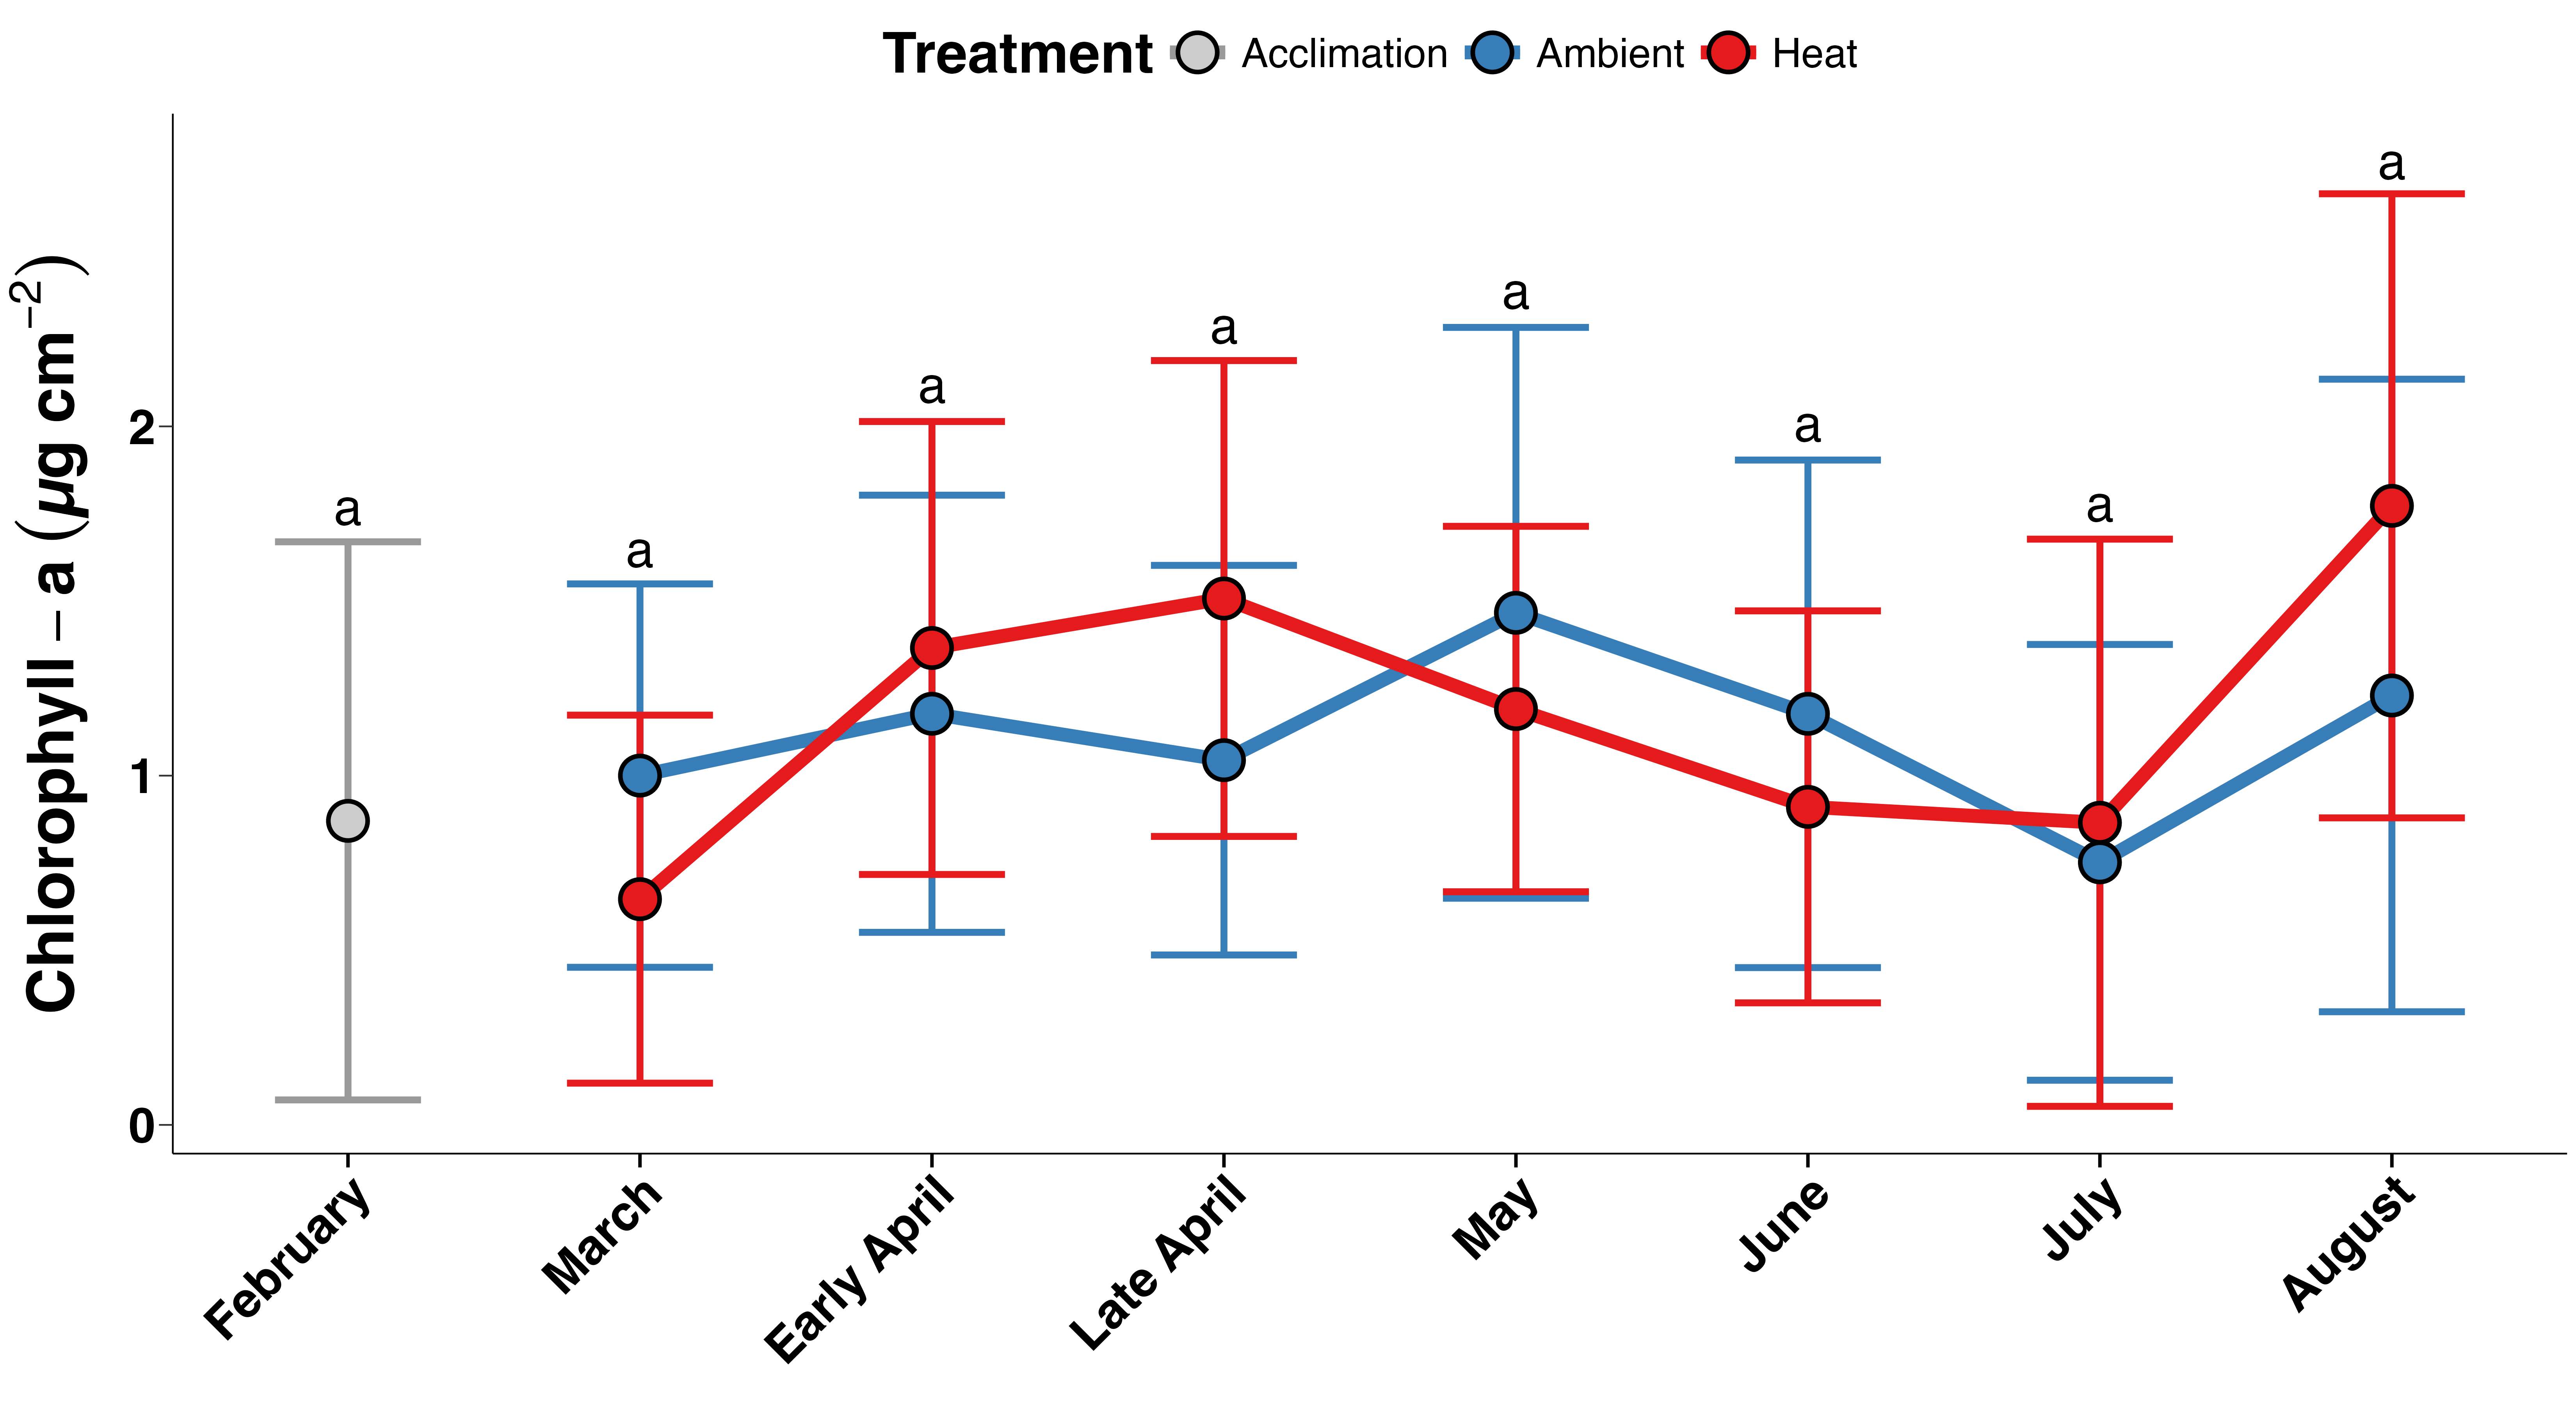 Treatment Acclimation Ambient Heat
Chlorophyll – a (μg cm⁻²)
2
1
0
a
a
a
a
a
a
a
a
February
March
Early April
Late April
May
June
July
August